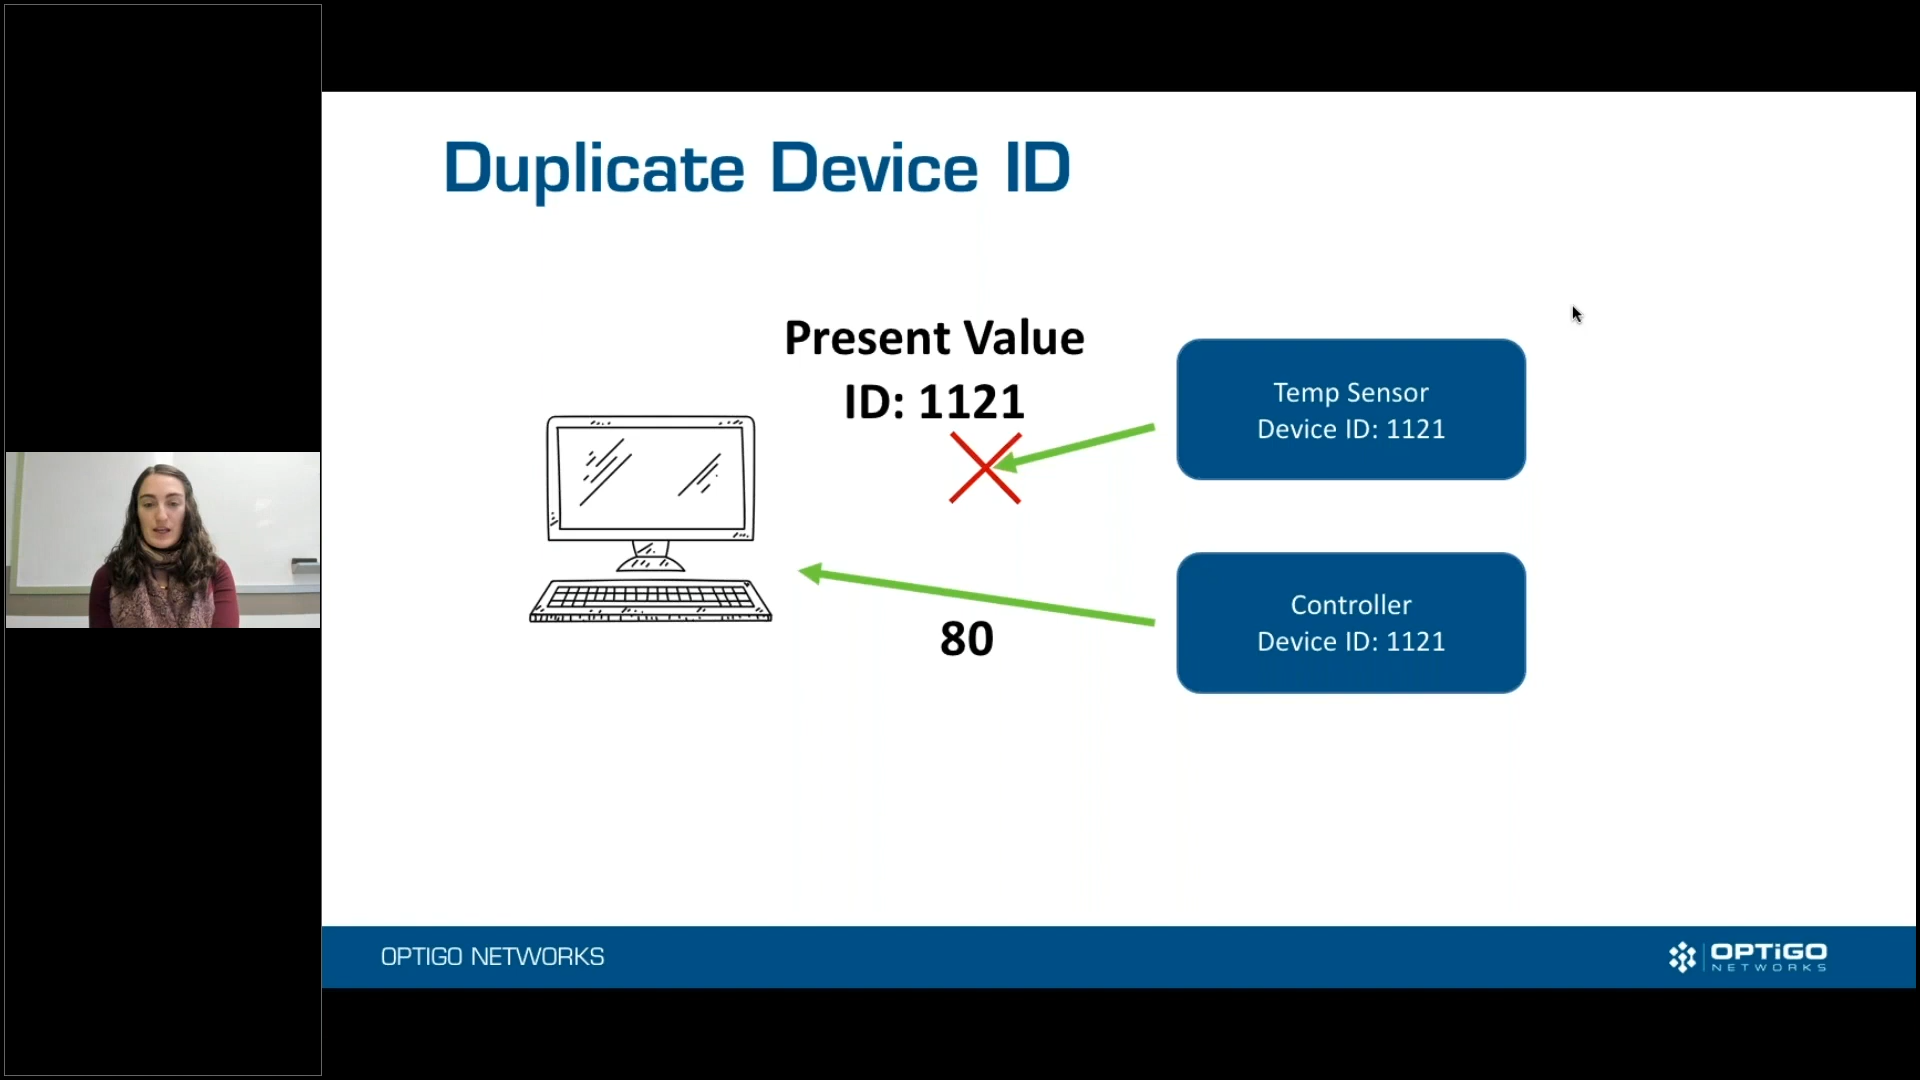 Duplicate Device ID
Present Value
ID: 1121
Temp Sensor
Device ID: 1121
Controller
Device ID: 1121
80
OPTIGO NETWORKS
OPTiGO
NETWORKS